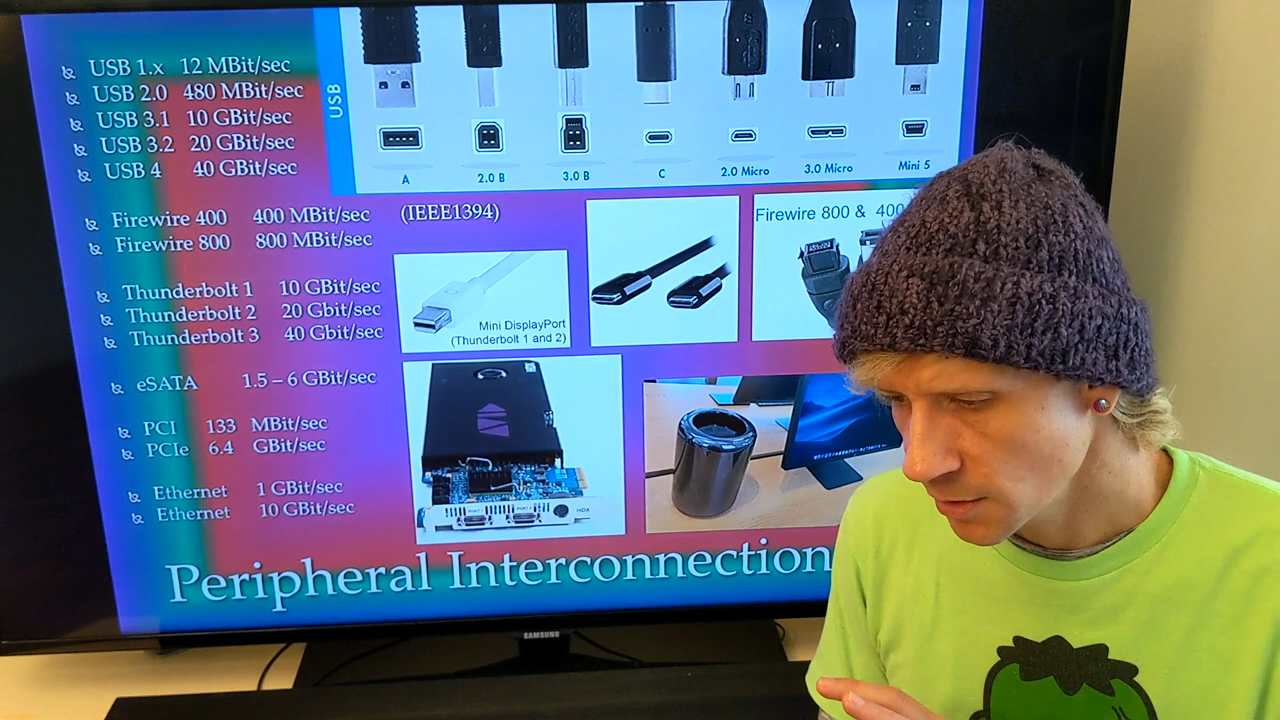 USB 1.x 12 MBit/sec
USB 2.0 480 MBit/sec
USB 3.1 10 GBit/sec
USB 3.2 20 GBit/sec
USB 4 40 GBit/sec
USB
A
2.0 B
3.0 B
C
2.0 Micro
3.0 Micro
Mini 5
Firewire 400 400 MBit/sec (IEEE1394)
Firewire 800 800 MBit/sec
Firewire 800 & 400
Thunderbolt 1 10 GBit/sec
Thunderbolt 2 20 Gbit/sec
Thunderbolt 3 40 Gbit/sec
Mini DisplayPort
(Thunderbolt 1 and 2)
eSATA 1.5 – 6 GBit/sec
PCI 133 MBit/sec
PCIe 6.4 GBit/sec
Ethernet 1 GBit/sec
Ethernet 10 GBit/sec
PORT 1
PORT 2
HDX
Peripheral Interconnection
SAMSUNG